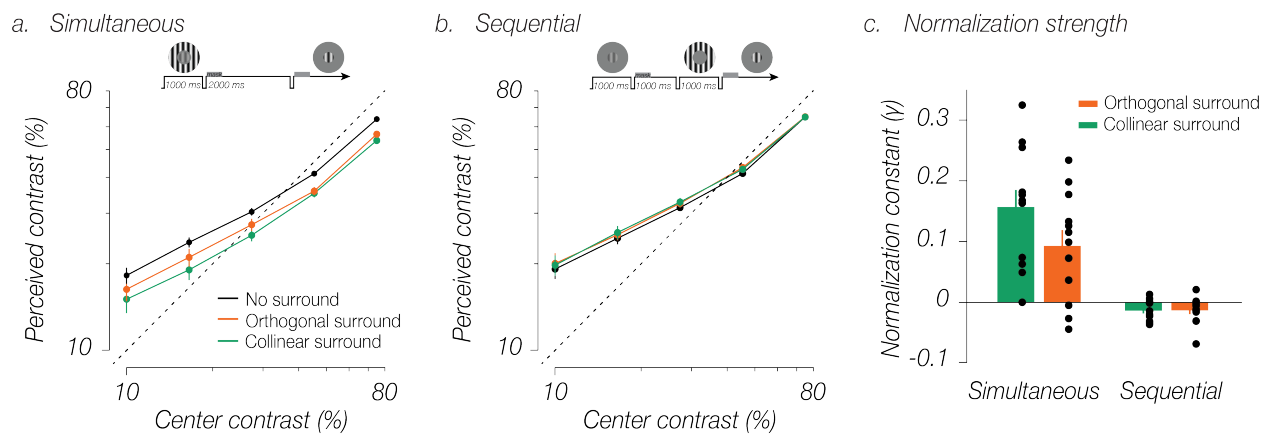 a. Simultaneous
1000 ms
2000 ms
80
10
Perceived contrast (%)
No surround
Orthogonal surround
Collinear surround
10
80
Center contrast (%)
b. Sequential
1000 ms
1000 ms
1000 ms
80
10
Perceived contrast (%)
10
80
Center contrast (%)
c. Normalization strength
Orthogonal surround
Collinear surround
0.3
0.2
0.1
0
-0.1
Normalization constant (γ)
Simultaneous
Sequential